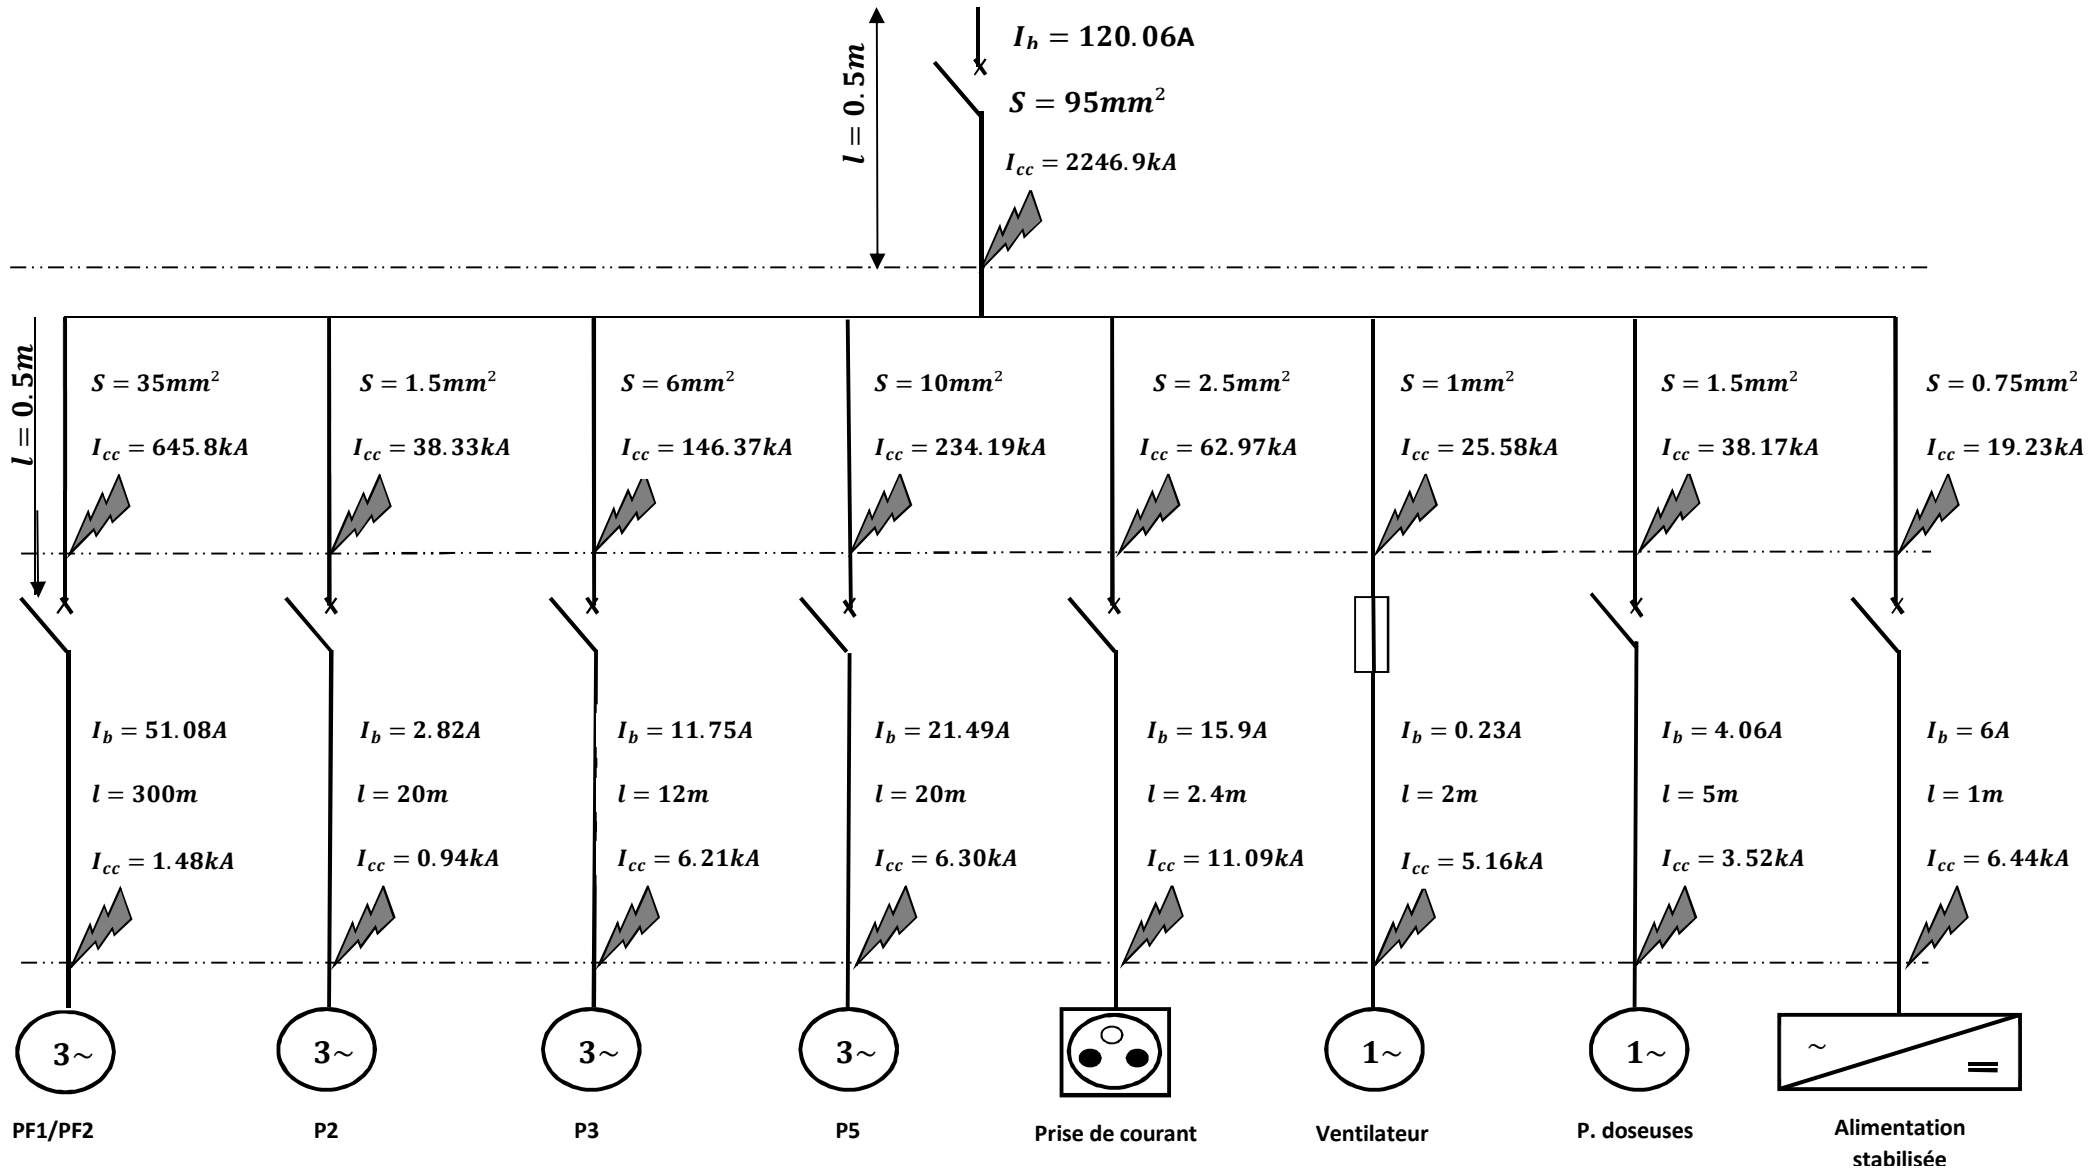 I_b = 120.06A
l = 0.5m
S = 95mm²
I_cc = 2246.9kA
l = 0.5m
S = 35mm² S = 1.5mm² S = 6mm² S = 10mm² S = 2.5mm² S = 1mm² S = 1.5mm² S = 0.75mm²
I_cc = 645.8kA I_cc = 38.33kA I_cc = 146.37kA I_cc = 234.19kA I_cc = 62.97kA I_cc = 25.58kA I_cc = 38.17kA I_cc = 19.23kA
I_b = 51.08A I_b = 2.82A I_b = 11.75A I_b = 21.49A I_b = 15.9A I_b = 0.23A I_b = 4.06A I_b = 6A
l = 300m l = 20m l = 12m l = 20m l = 2.4m l = 2m l = 5m l = 1m
I_cc = 1.48kA I_cc = 0.94kA I_cc = 6.21kA I_cc = 6.30kA I_cc = 11.09kA I_cc = 5.16kA I_cc = 3.52kA I_cc = 6.44kA
3~ 3~ 3~ 3~ 1~ 1~ ~ =
PF1/PF2 P2 P3 P5 Prise de courant Ventilateur P. doseuses Alimentation
stabilisée